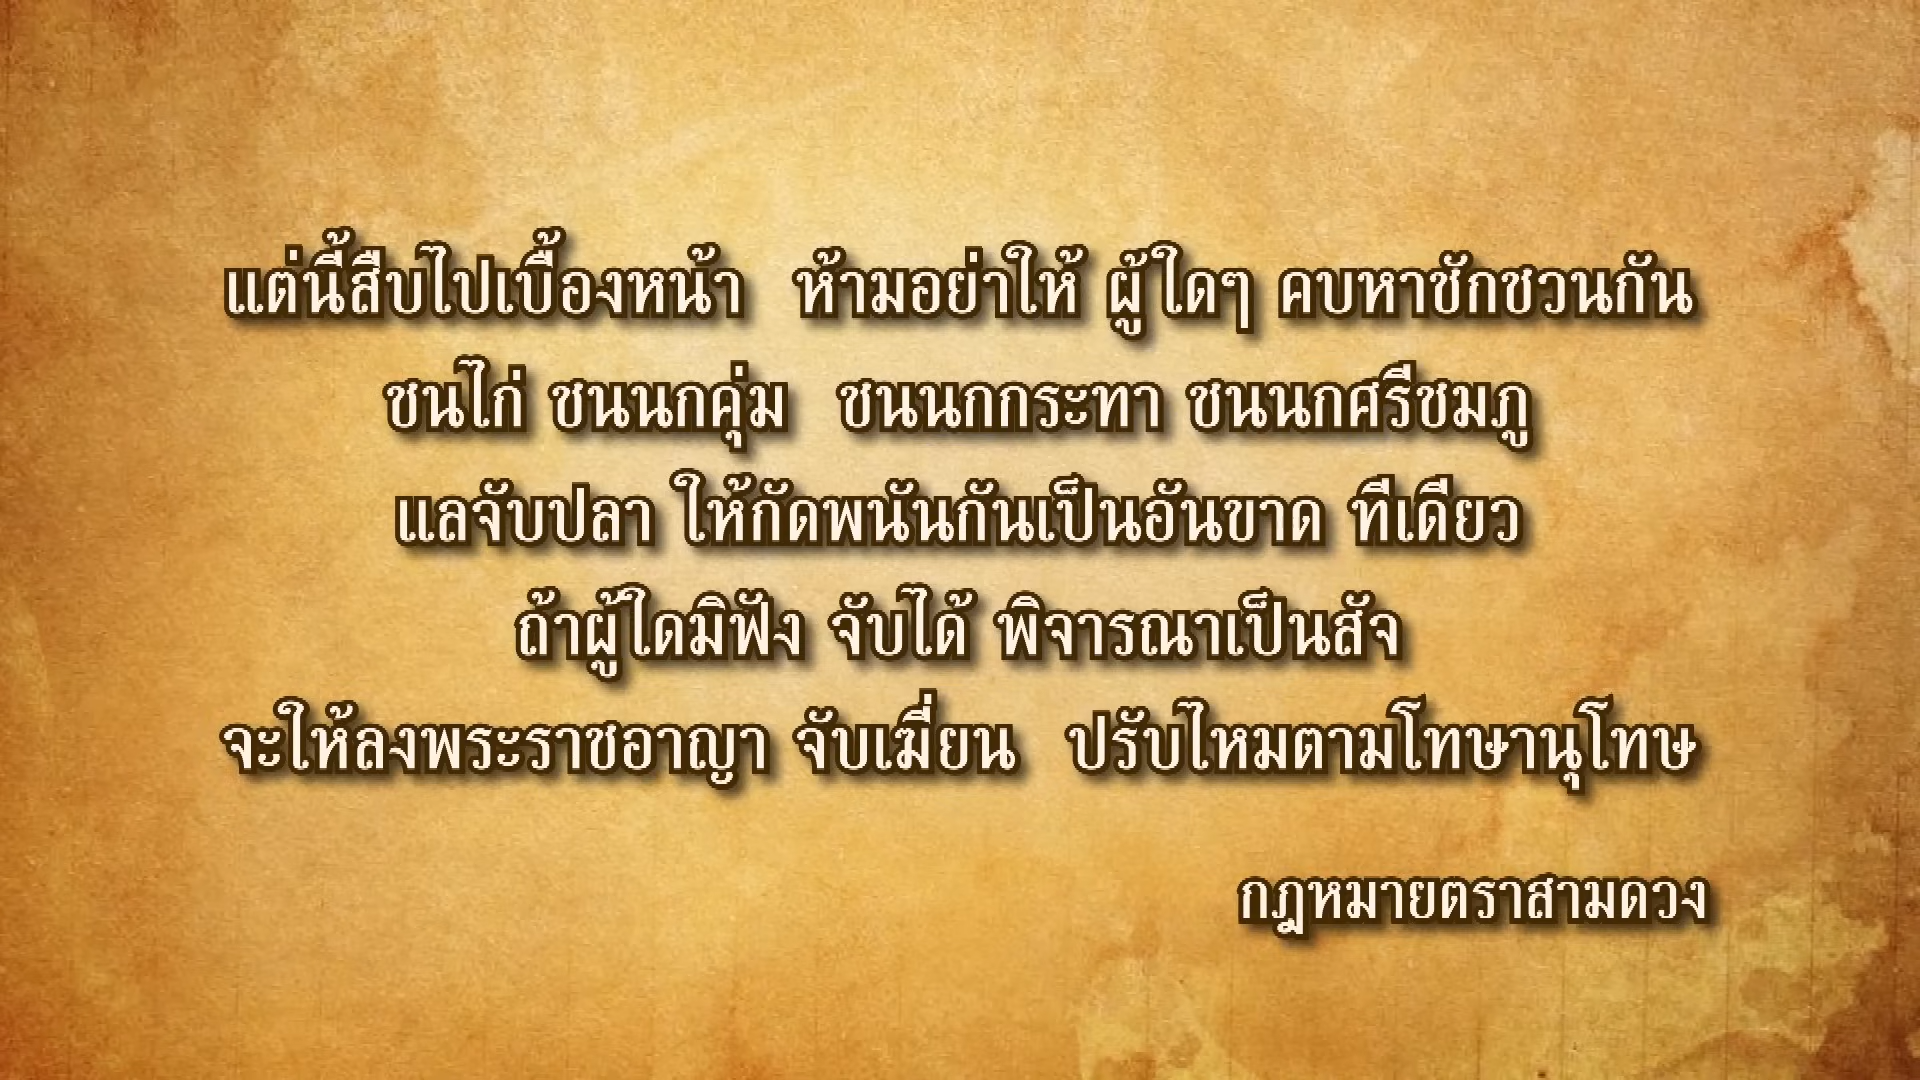 แต่นี้สืบไปเบื้องหน้า ห้ามอย่าให้ ผู้ใดๆ คบหาชักชวนกัน
ชนไก่ ชนนกคุ่ม ชนนกกระทา ชนนกศรีชมภู
แลจับปลา ให้กัดพนันกันเป็นอันขาด ทีเดียว
ถ้าผู้ใดมิฟัง จับได้ พิจารณาเป็นสัจ
จะให้ลงพระราชอาญา จับเฆี่ยน ปรับไหมตามโทษานุโทษ
กฎหมายตราสามดวง